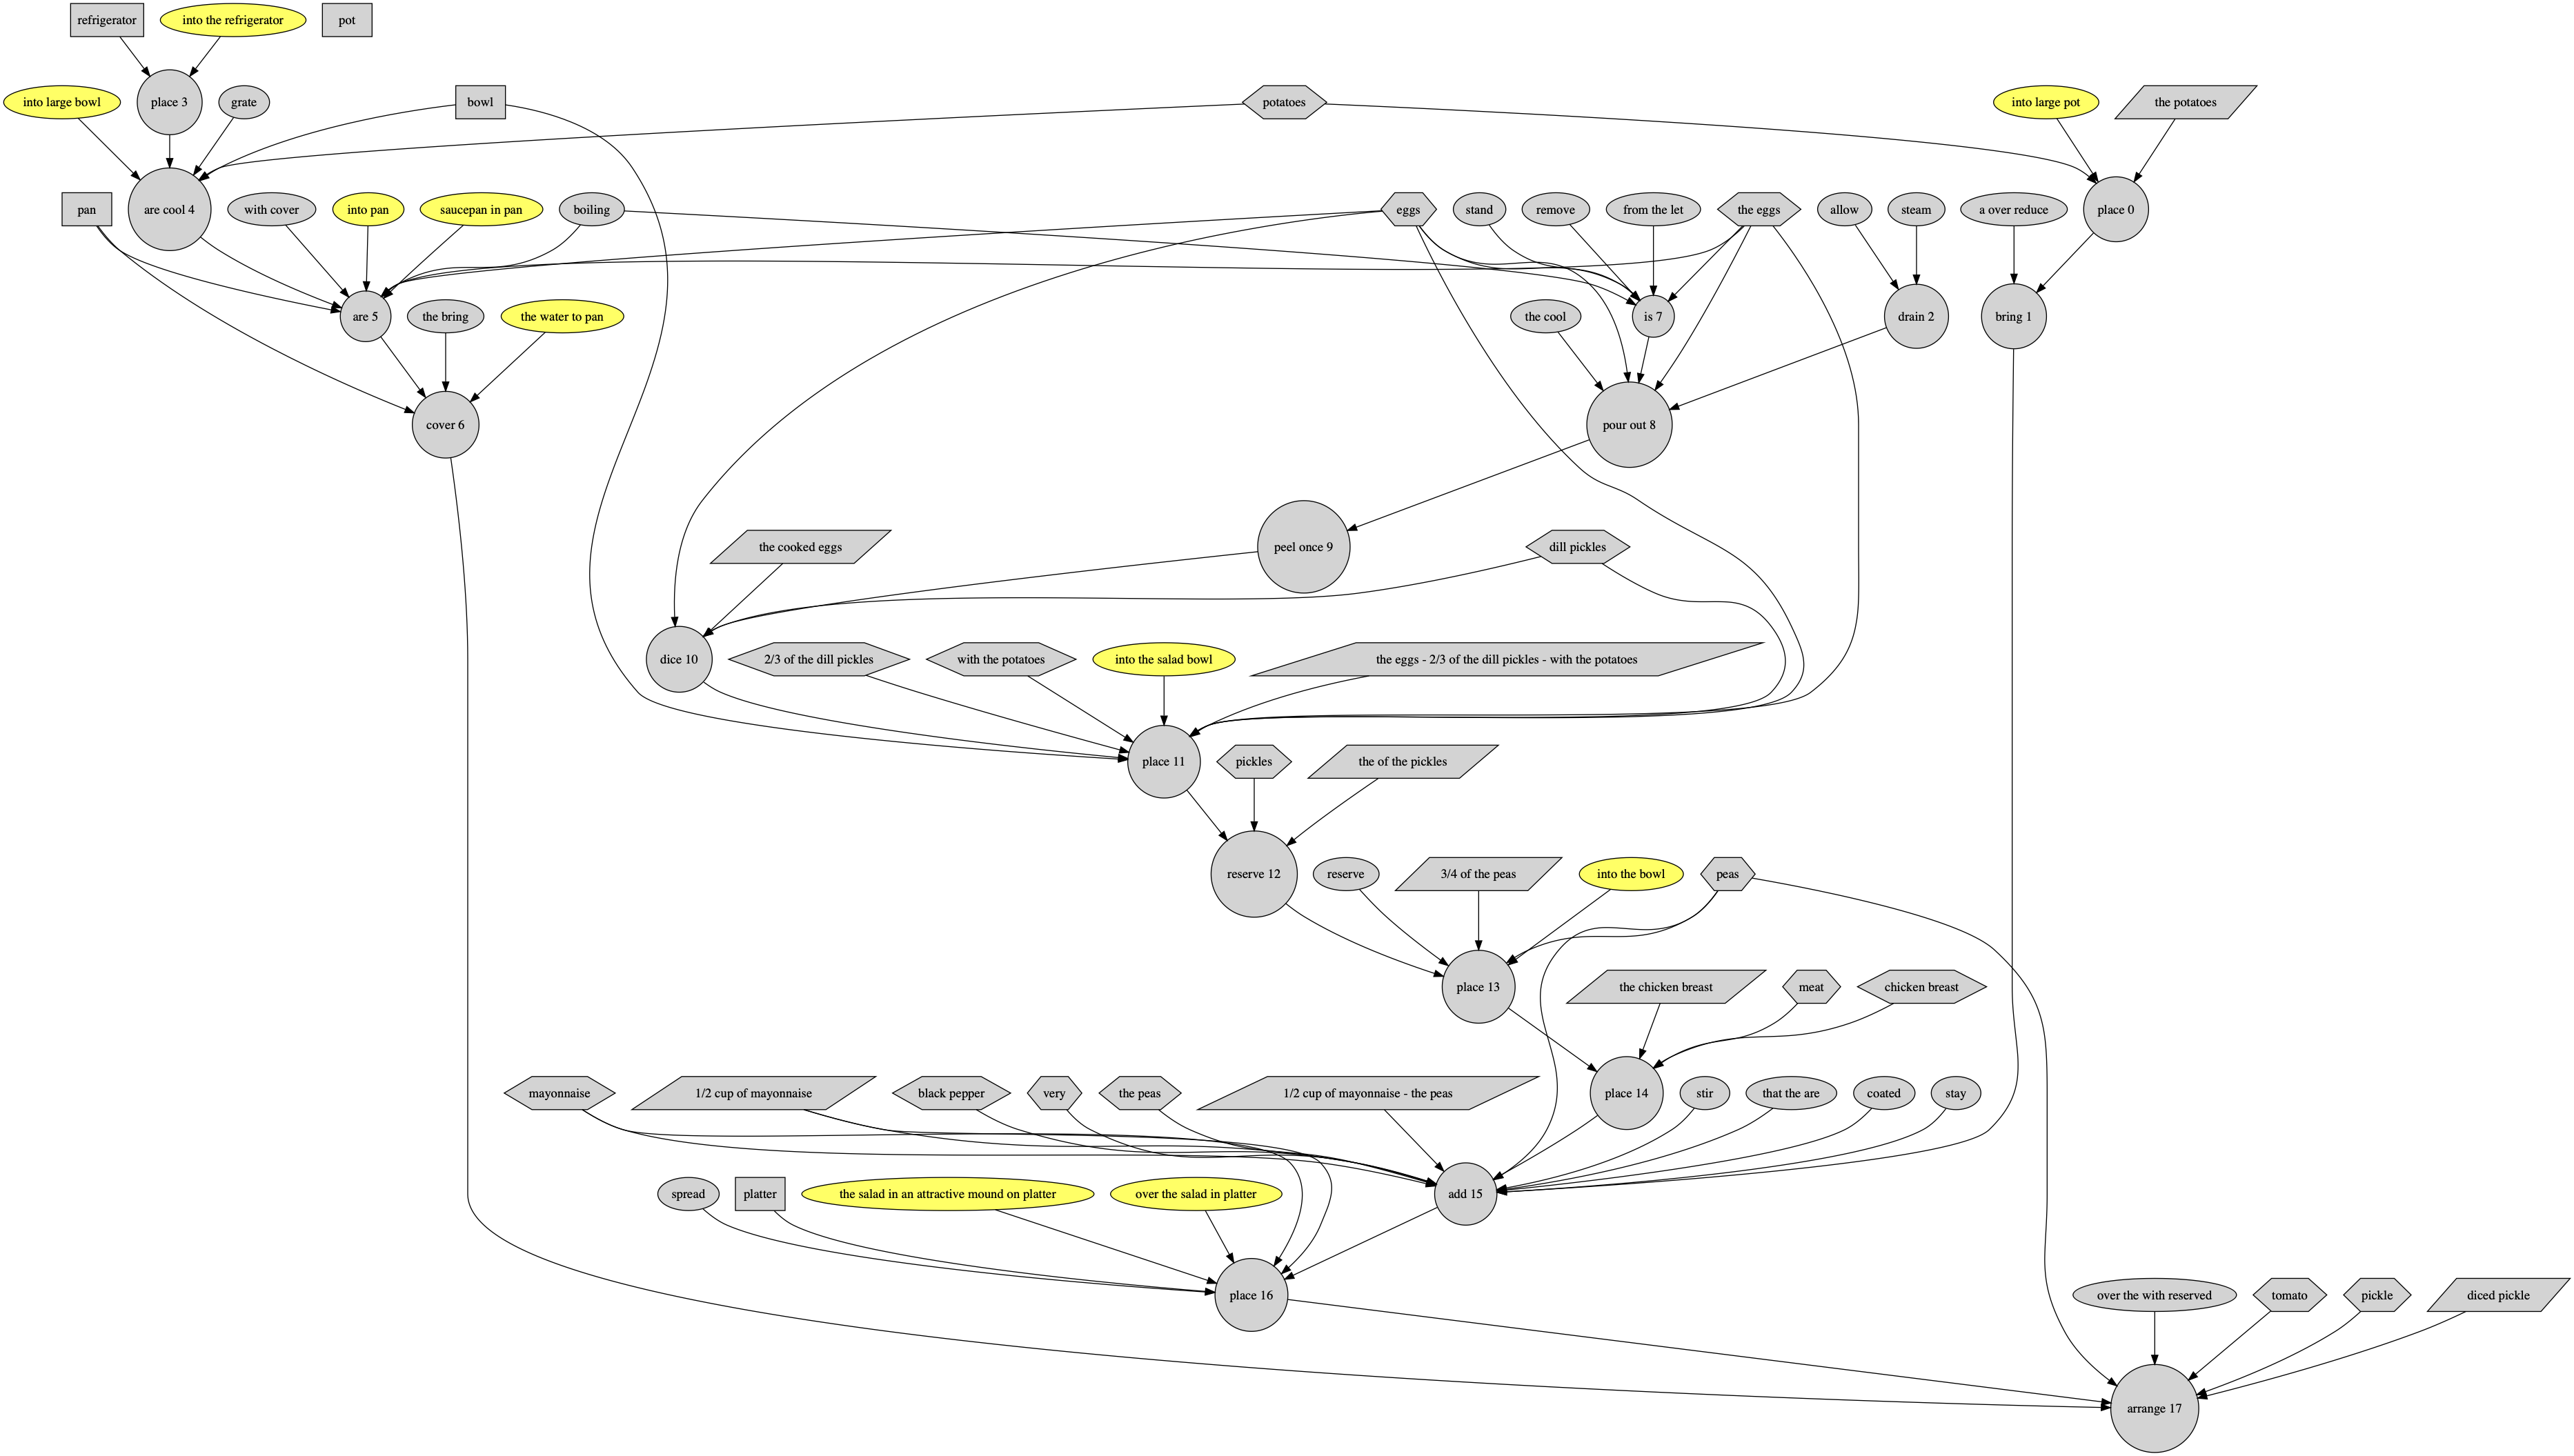 refrigerator
into the refrigerator
pot
into large bowl
place 3
grate
bowl
potatoes
into large pot
the potatoes
pan
are cool 4
with cover
into pan
saucepan in pan
boiling
eggs
stand
remove
from the let
the eggs
allow
steam
a over reduce
place 0
are 5
the bring
the water to pan
the cool
is 7
drain 2
bring 1
cover 6
pour out 8
the cooked eggs
peel once 9
dill pickles
dice 10
2/3 of the dill pickles
with the potatoes
into the salad bowl
the eggs - 2/3 of the dill pickles - with the potatoes
place 11
pickles
the of the pickles
reserve 12
reserve
3/4 of the peas
into the bowl
peas
place 13
the chicken breast
meat
chicken breast
mayonnaise
1/2 cup of mayonnaise
black pepper
very
the peas
1/2 cup of mayonnaise - the peas
place 14
stir
that the are
coated
stay
spread
platter
the salad in an attractive mound on platter
over the salad in platter
add 15
place 16
over the with reserved
tomato
pickle
diced pickle
arrange 17